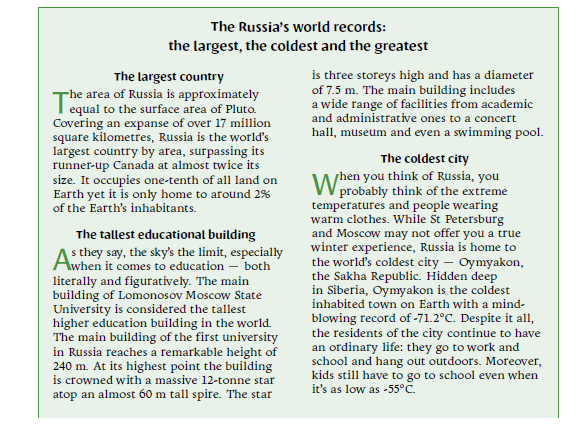 The Russia's world records:
the largest, the coldest and the greatest
The largest country
The area of Russia is approximately
equal to the surface area of Pluto.
Covering an expanse of over 17 million
square kilometres, Russia is the world's
largest country by area, surpassing its
runner-up Canada at almost twice its
size. It occupies one-tenth of all land on
Earth yet it is only home to around 2%
of the Earth's inhabitants.
The tallest educational building
As they say, the sky's the limit, especially
when it comes to education — both
literally and figuratively. The main
building of Lomonosov Moscow State
University is considered the tallest
higher education building in the world.
The main building of the first university
in Russia reaches a remarkable height of
240 m. At its highest point the building
is crowned with a massive 12-tonne star
atop an almost 60 m tall spire. The star
is three storeys high and has a diameter
of 7.5 m. The main building includes
a wide range of facilities from academic
and administrative ones to a concert
hall, museum and even a swimming pool.
The coldest city
When you think of Russia, you
probably think of the extreme
temperatures and people wearing
warm clothes. While St Petersburg
and Moscow may not offer you a true
winter experience, Russia is home to
the world's coldest city — Oymyakon,
the Sakha Republic. Hidden deep
in Siberia, Oymyakon is the coldest
inhabited town on Earth with a mind-
blowing record of -71.2°C. Despite it all,
the residents of the city continue to have
an ordinary life: they go to work and
school and hang out outdoors. Moreover,
kids still have to go to school even when
it's as low as -55°C.